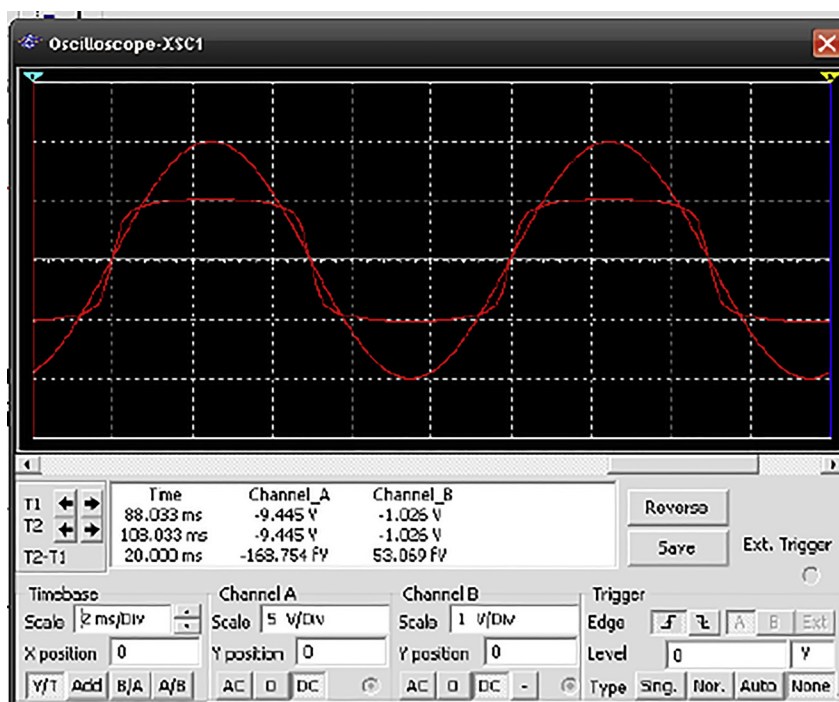 Oscilloscope-XSC1
T1
T2
T2-T1
Time Channel_A Channel_B
88.033 ms -9.445 V -1.026 V
108.033 ms -9.445 V -1.026 V
20.000 ms -168.754 fV 53.069 fV
Reverse
Save
Ext. Trigger
Timebase
Scale 2 ms/Div
X position 0
Y/T Add B/A A/B
Channel A
Scale 5 V/Div
Y position 0
AC 0 DC
Channel B
Scale 1 V/Div
Y position 0
AC 0 DC -
Trigger
Edge A B Ext
Level 0 V
Type Sing. Nor. Auto None